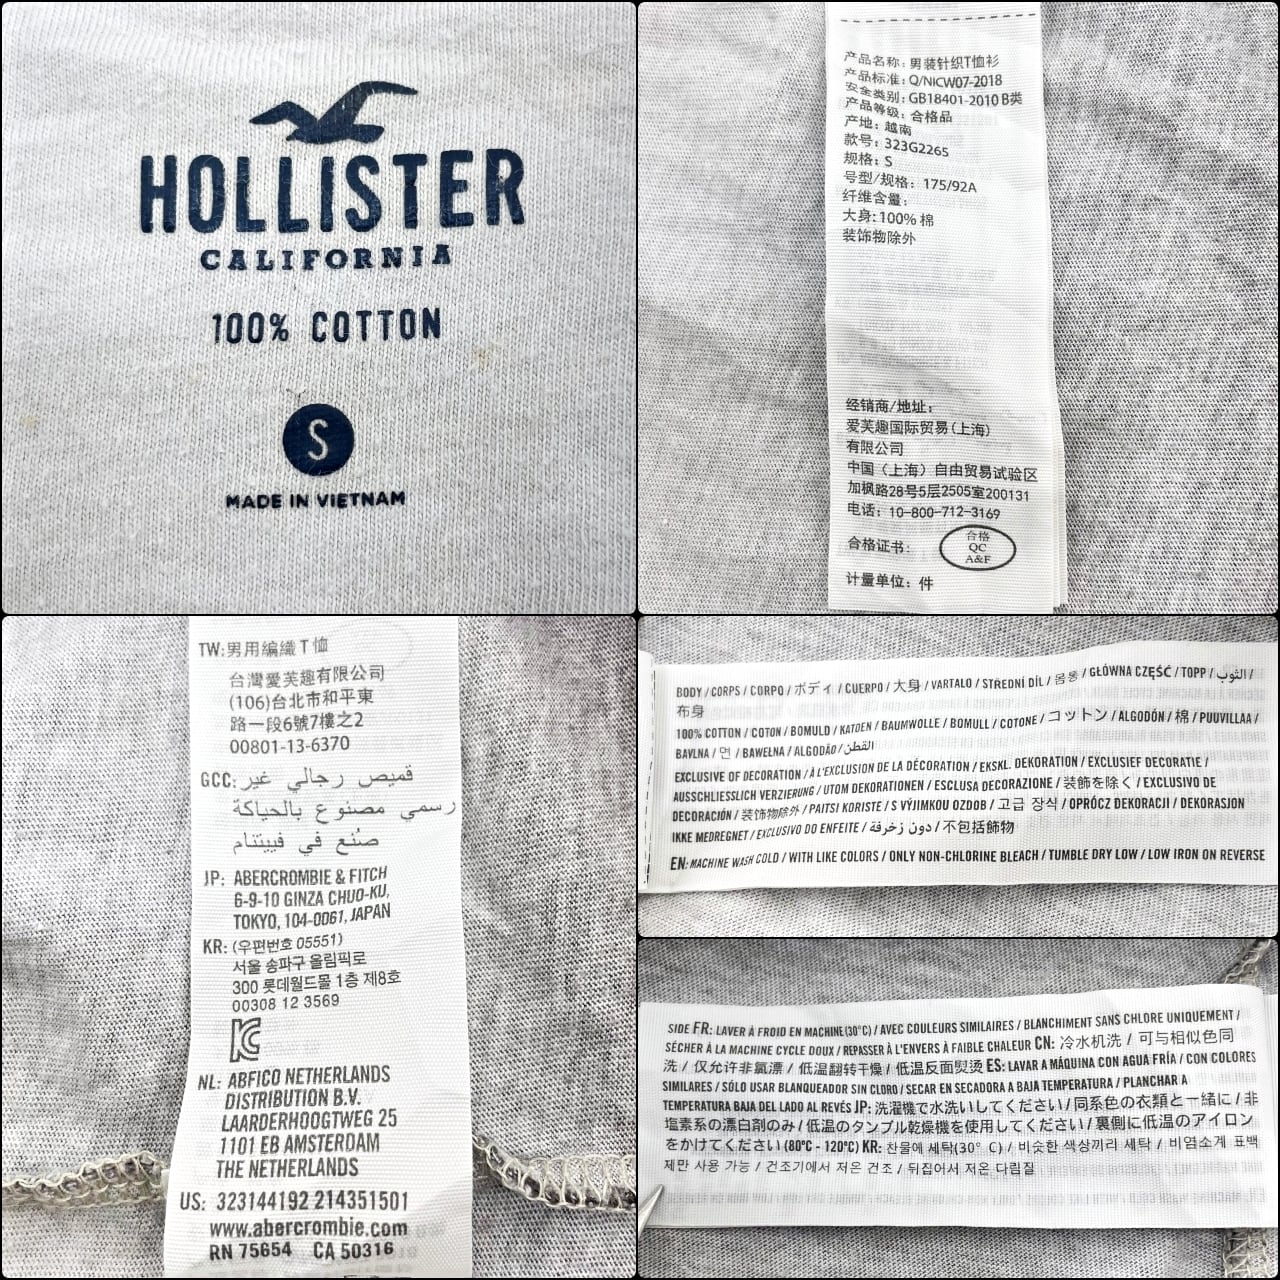 HOLLISTER
CALIFORNIA
100% COTTON
S
MADE IN VIETNAM
产品名称: 男装针织T恤衫
产品标准: Q/NICW07-2018
安全类别: GB18401-2010 B类
产品等级: 合格品
产地: 越南
款号: 323G2265
规格: S
号型/规格: 175/92A
纤维含量:
大身: 100% 棉
装饰物除外
经销商/地址:
爱芙趣国际贸易(上海)
有限公司
中国(上海)自由贸易试验区
加枫路28号5层2505室200131
电话: 10-800-712-3169
合格证书:
合格
QC
A&F
计量单位: 件
TW:男用編織T恤
台灣愛芙趣有限公司
(106)台北市和平東
路一段6號7樓之2
00801-13-6370
GCC: قميص رجالي غير
رسمي مصنوع بالحياكة
صُنع في فييتنام
JP: ABERCROMBIE & FITCH
6-9-10 GINZA CHUO-KU,
TOKYO, 104-0061, JAPAN
KR: (우편번호 05551)
서울 송파구 올림픽로
300 롯데월드몰 1층 제8호
00308 12 3569
NL: ABFICO NETHERLANDS
DISTRIBUTION B.V.
LAARDERHOOGTWEG 25
1101 EB AMSTERDAM
THE NETHERLANDS
US: 323144192 214351501
www.abercrombie.com
RN 75654 CA 50316
BODY / CORPS / CORPO / ボディ / CUERPO / 大身 / VARTALO / STŘEDNÍ DÍL / 몸통 / GŁÓWNA CZĘŚĆ / TOPP / الثوب /
布身
100% COTTON / COTON / BOMULD / KATOEN / BAUMWOLLE / BOMULL / COTONE / コットン / ALGODÓN / 棉 / PUUVILLAA /
BAVLNA / 면 / BAWEŁNA / ALGODÃO / القطن
EXCLUSIVE OF DECORATION / À L'EXCLUSION DE LA DÉCORATION / EKSKL. DEKORATION / EXCLUSIEF DECORATIE /
AUSSCHLIESSLICH VERZIERUNG / UTOM DEKORATIONEN / ESCLUSA DECORAZIONE / 装飾を除く / EXCLUSIVO DE
DECORACIÓN / 装饰物除外 / PAITSI KORISTE / S VÝJIMKOU OZDOB / 고급 장식 / OPRÓCZ DEKORACJI / DEKORASJON
IKKE MEDREGNET / EXCLUSIVO DO ENFEITE / دون زخرفة / 不包括飾物
EN: MACHINE WASH COLD / WITH LIKE COLORS / ONLY NON-CHLORINE BLEACH / TUMBLE DRY LOW / LOW IRON ON REVERSE
SIDE FR: LAVER À FROID EN MACHINE (30°C) / AVEC COULEURS SIMILAIRES / BLANCHIMENT SANS CHLORE UNIQUEMENT /
SÉCHER À LA MACHINE CYCLE DOUX / REPASSER À L'ENVERS À FAIBLE CHALEUR CN: 冷水机洗 / 可与相似色同
洗 / 仅允许非氯漂 / 低温翻转干燥 / 低温反面熨烫 ES: LAVAR A MÁQUINA CON AGUA FRÍA / CON COLORES
SIMILARES / SÓLO USAR BLANQUEADOR SIN CLORO / SECAR EN SECADORA A BAJA TEMPERATURA / PLANCHAR A
TEMPERATURA BAJA DEL LADO AL REVÉS JP: 洗濯機で水洗いしてください / 同系色の衣類と一緒に / 非
塩素系の漂白剤のみ / 低温のタンブル乾燥機を使用してください / 裏側に低温のアイロン
をかけてください (80°C - 120°C) KR: 찬물에 세탁(30° C) / 비슷한 색상끼리 세탁 / 비염소계 표백
제만 사용 가능 / 건조기에서 저온 건조 / 뒤집어서 저온 다림질